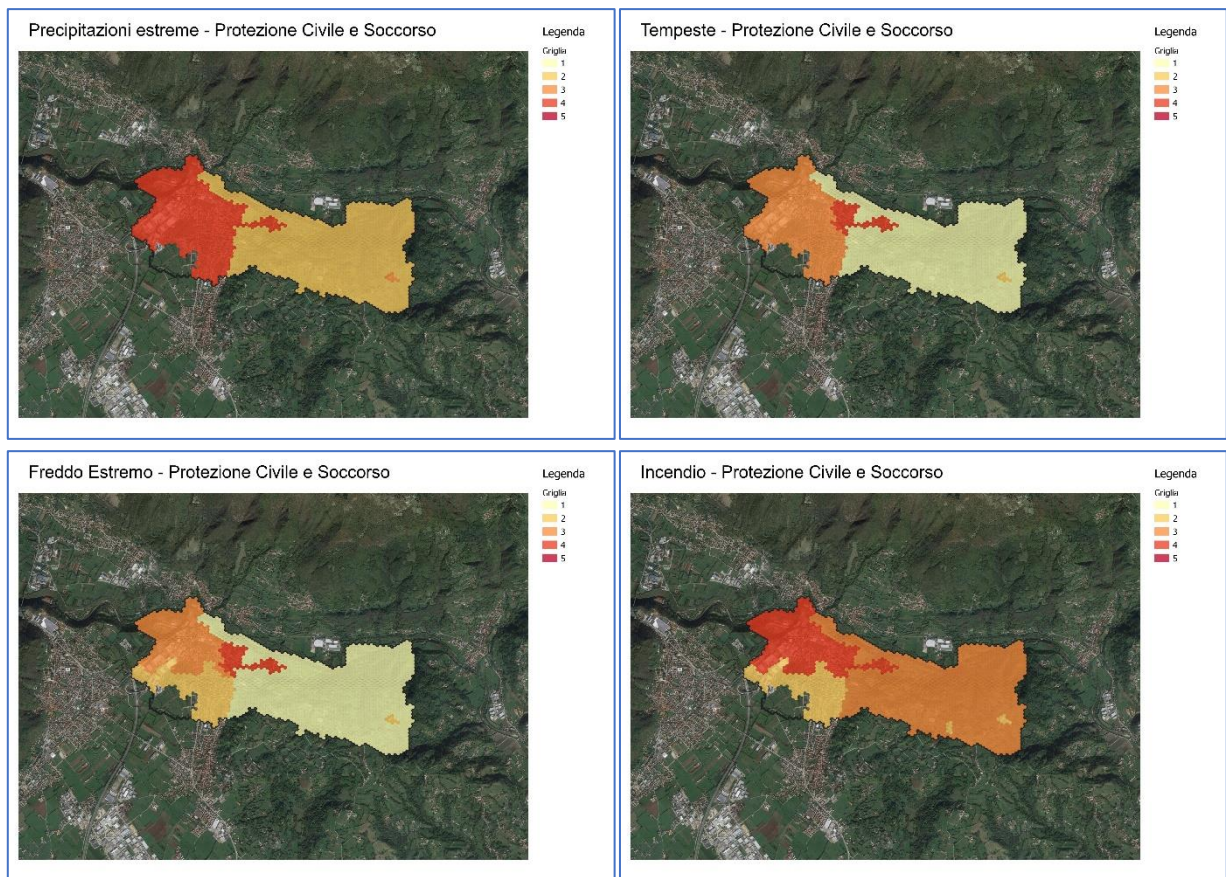 Precipitazioni estreme - Protezione Civile e Soccorso
Legenda
Griglia
1
2
3
4
5
Tempeste - Protezione Civile e Soccorso
Legenda
Griglia
1
2
3
4
5
Freddo Estremo - Protezione Civile e Soccorso
Legenda
Griglia
1
2
3
4
5
Incendio - Protezione Civile e Soccorso
Legenda
Griglia
1
2
3
4
5